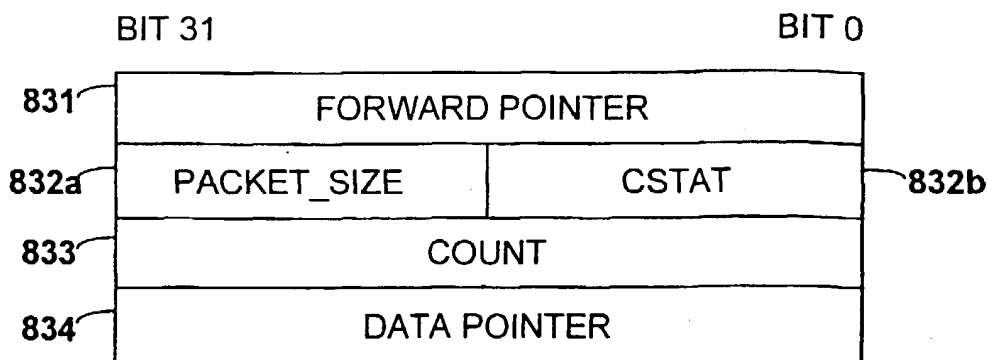 BIT 31 BIT 0
831 FORWARD POINTER
832a PACKET_SIZE CSTAT 832b
833 COUNT
834 DATA POINTER